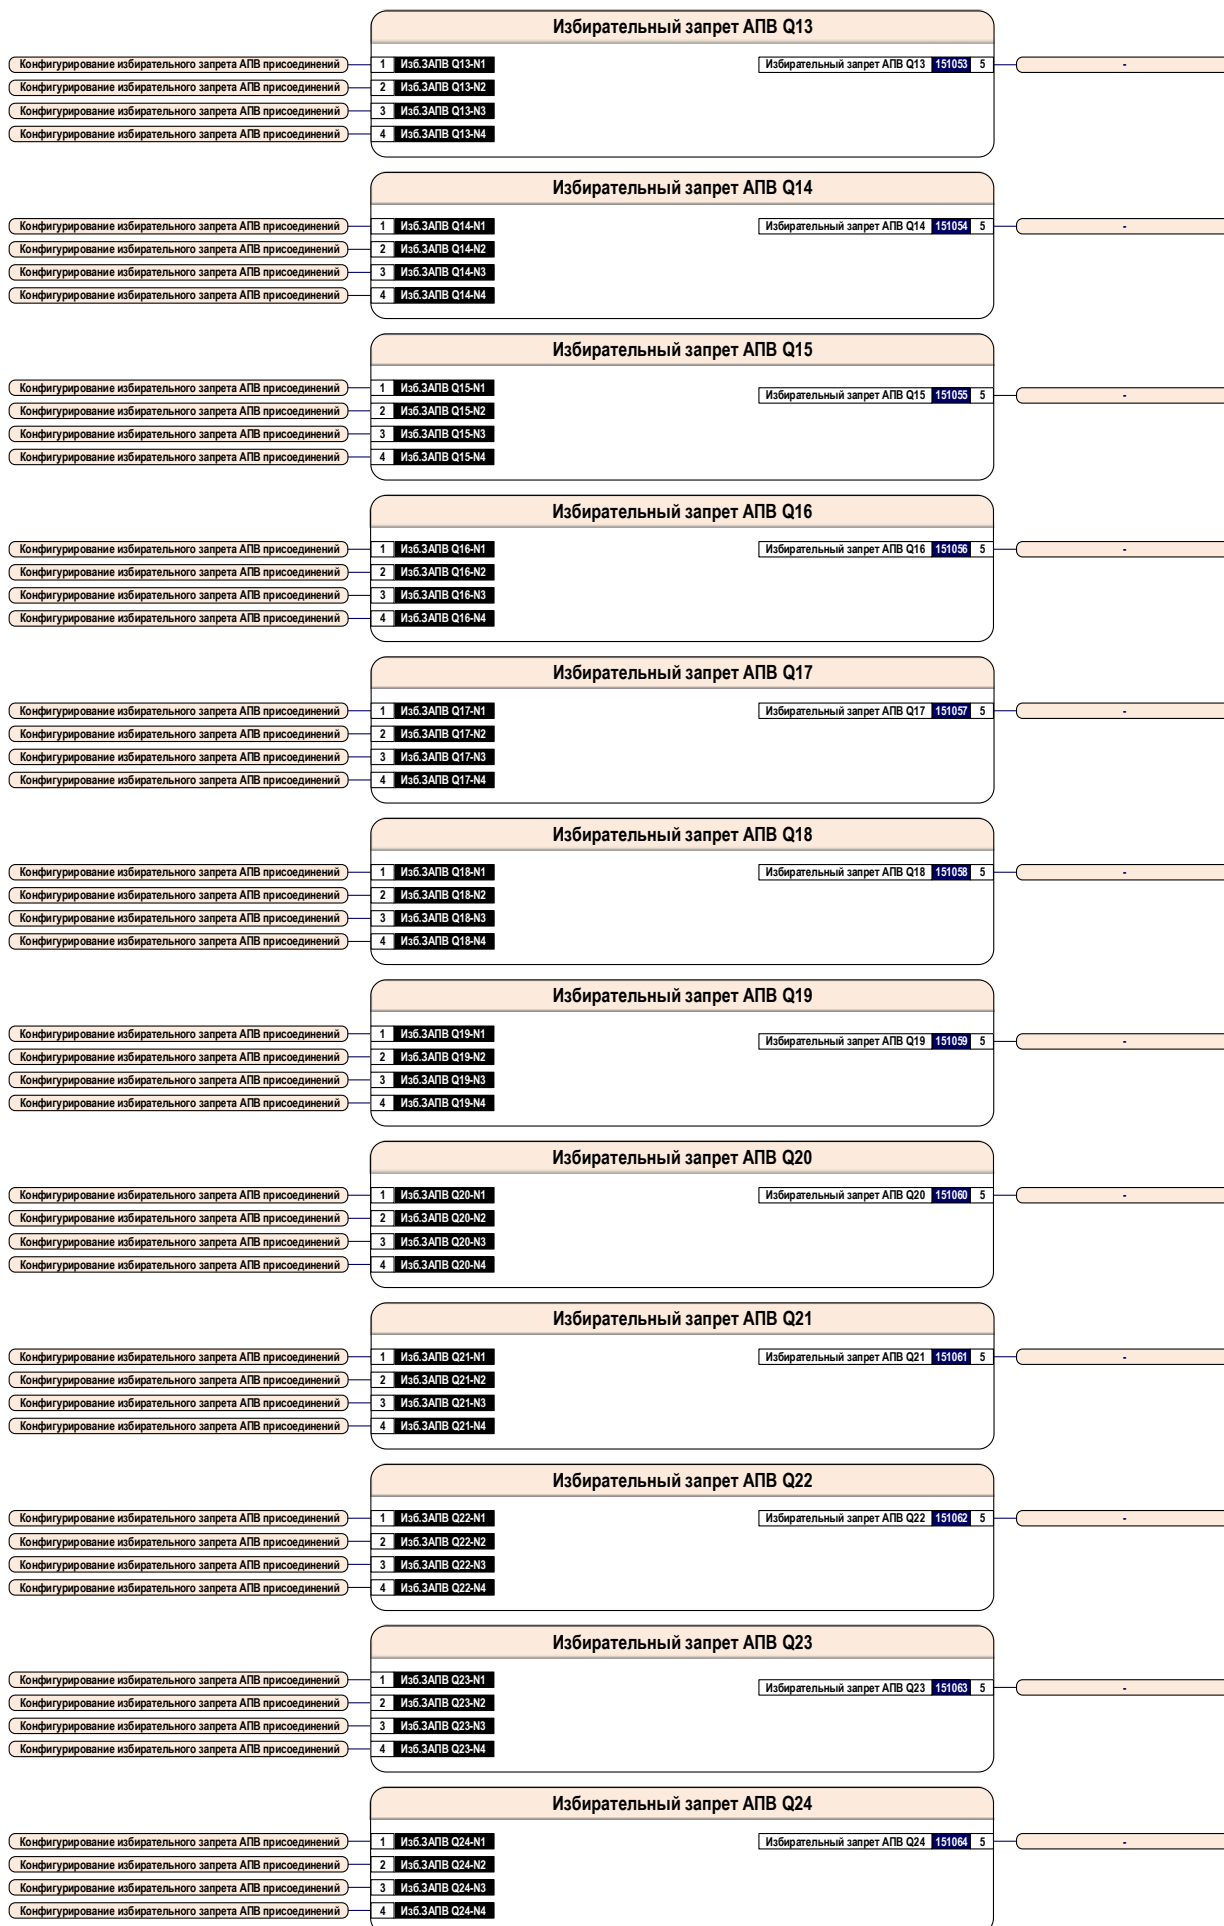 Избирательный запрет АПВ Q13
Конфигурирование избирательного запрета АПВ присоединений 1 Изб.ЗАПВ Q13-N1 Избирательный запрет АПВ Q13 151053 5 -
Конфигурирование избирательного запрета АПВ присоединений 2 Изб.ЗАПВ Q13-N2
Конфигурирование избирательного запрета АПВ присоединений 3 Изб.ЗАПВ Q13-N3
Конфигурирование избирательного запрета АПВ присоединений 4 Изб.ЗАПВ Q13-N4
Избирательный запрет АПВ Q14
Конфигурирование избирательного запрета АПВ присоединений 1 Изб.ЗАПВ Q14-N1 Избирательный запрет АПВ Q14 151054 5 -
Конфигурирование избирательного запрета АПВ присоединений 2 Изб.ЗАПВ Q14-N2
Конфигурирование избирательного запрета АПВ присоединений 3 Изб.ЗАПВ Q14-N3
Конфигурирование избирательного запрета АПВ присоединений 4 Изб.ЗАПВ Q14-N4
Избирательный запрет АПВ Q15
Конфигурирование избирательного запрета АПВ присоединений 1 Изб.ЗАПВ Q15-N1 Избирательный запрет АПВ Q15 151055 5 -
Конфигурирование избирательного запрета АПВ присоединений 2 Изб.ЗАПВ Q15-N2
Конфигурирование избирательного запрета АПВ присоединений 3 Изб.ЗАПВ Q15-N3
Конфигурирование избирательного запрета АПВ присоединений 4 Изб.ЗАПВ Q15-N4
Избирательный запрет АПВ Q16
Конфигурирование избирательного запрета АПВ присоединений 1 Изб.ЗАПВ Q16-N1 Избирательный запрет АПВ Q16 151056 5 -
Конфигурирование избирательного запрета АПВ присоединений 2 Изб.ЗАПВ Q16-N2
Конфигурирование избирательного запрета АПВ присоединений 3 Изб.ЗАПВ Q16-N3
Конфигурирование избирательного запрета АПВ присоединений 4 Изб.ЗАПВ Q16-N4
Избирательный запрет АПВ Q17
Конфигурирование избирательного запрета АПВ присоединений 1 Изб.ЗАПВ Q17-N1 Избирательный запрет АПВ Q17 151057 5 -
Конфигурирование избирательного запрета АПВ присоединений 2 Изб.ЗАПВ Q17-N2
Конфигурирование избирательного запрета АПВ присоединений 3 Изб.ЗАПВ Q17-N3
Конфигурирование избирательного запрета АПВ присоединений 4 Изб.ЗАПВ Q17-N4
Избирательный запрет АПВ Q18
Конфигурирование избирательного запрета АПВ присоединений 1 Изб.ЗАПВ Q18-N1 Избирательный запрет АПВ Q18 151058 5 -
Конфигурирование избирательного запрета АПВ присоединений 2 Изб.ЗАПВ Q18-N2
Конфигурирование избирательного запрета АПВ присоединений 3 Изб.ЗАПВ Q18-N3
Конфигурирование избирательного запрета АПВ присоединений 4 Изб.ЗАПВ Q18-N4
Избирательный запрет АПВ Q19
Конфигурирование избирательного запрета АПВ присоединений 1 Изб.ЗАПВ Q19-N1 Избирательный запрет АПВ Q19 151059 5 -
Конфигурирование избирательного запрета АПВ присоединений 2 Изб.ЗАПВ Q19-N2
Конфигурирование избирательного запрета АПВ присоединений 3 Изб.ЗАПВ Q19-N3
Конфигурирование избирательного запрета АПВ присоединений 4 Изб.ЗАПВ Q19-N4
Избирательный запрет АПВ Q20
Конфигурирование избирательного запрета АПВ присоединений 1 Изб.ЗАПВ Q20-N1 Избирательный запрет АПВ Q20 151060 5 -
Конфигурирование избирательного запрета АПВ присоединений 2 Изб.ЗАПВ Q20-N2
Конфигурирование избирательного запрета АПВ присоединений 3 Изб.ЗАПВ Q20-N3
Конфигурирование избирательного запрета АПВ присоединений 4 Изб.ЗАПВ Q20-N4
Избирательный запрет АПВ Q21
Конфигурирование избирательного запрета АПВ присоединений 1 Изб.ЗАПВ Q21-N1 Избирательный запрет АПВ Q21 151061 5 -
Конфигурирование избирательного запрета АПВ присоединений 2 Изб.ЗАПВ Q21-N2
Конфигурирование избирательного запрета АПВ присоединений 3 Изб.ЗАПВ Q21-N3
Конфигурирование избирательного запрета АПВ присоединений 4 Изб.ЗАПВ Q21-N4
Избирательный запрет АПВ Q22
Конфигурирование избирательного запрета АПВ присоединений 1 Изб.ЗАПВ Q22-N1 Избирательный запрет АПВ Q22 151062 5 -
Конфигурирование избирательного запрета АПВ присоединений 2 Изб.ЗАПВ Q22-N2
Конфигурирование избирательного запрета АПВ присоединений 3 Изб.ЗАПВ Q22-N3
Конфигурирование избирательного запрета АПВ присоединений 4 Изб.ЗАПВ Q22-N4
Избирательный запрет АПВ Q23
Конфигурирование избирательного запрета АПВ присоединений 1 Изб.ЗАПВ Q23-N1 Избирательный запрет АПВ Q23 151063 5 -
Конфигурирование избирательного запрета АПВ присоединений 2 Изб.ЗАПВ Q23-N2
Конфигурирование избирательного запрета АПВ присоединений 3 Изб.ЗАПВ Q23-N3
Конфигурирование избирательного запрета АПВ присоединений 4 Изб.ЗАПВ Q23-N4
Избирательный запрет АПВ Q24
Конфигурирование избирательного запрета АПВ присоединений 1 Изб.ЗАПВ Q24-N1 Избирательный запрет АПВ Q24 151064 5 -
Конфигурирование избирательного запрета АПВ присоединений 2 Изб.ЗАПВ Q24-N2
Конфигурирование избирательного запрета АПВ присоединений 3 Изб.ЗАПВ Q24-N3
Конфигурирование избирательного запрета АПВ присоединений 4 Изб.ЗАПВ Q24-N4